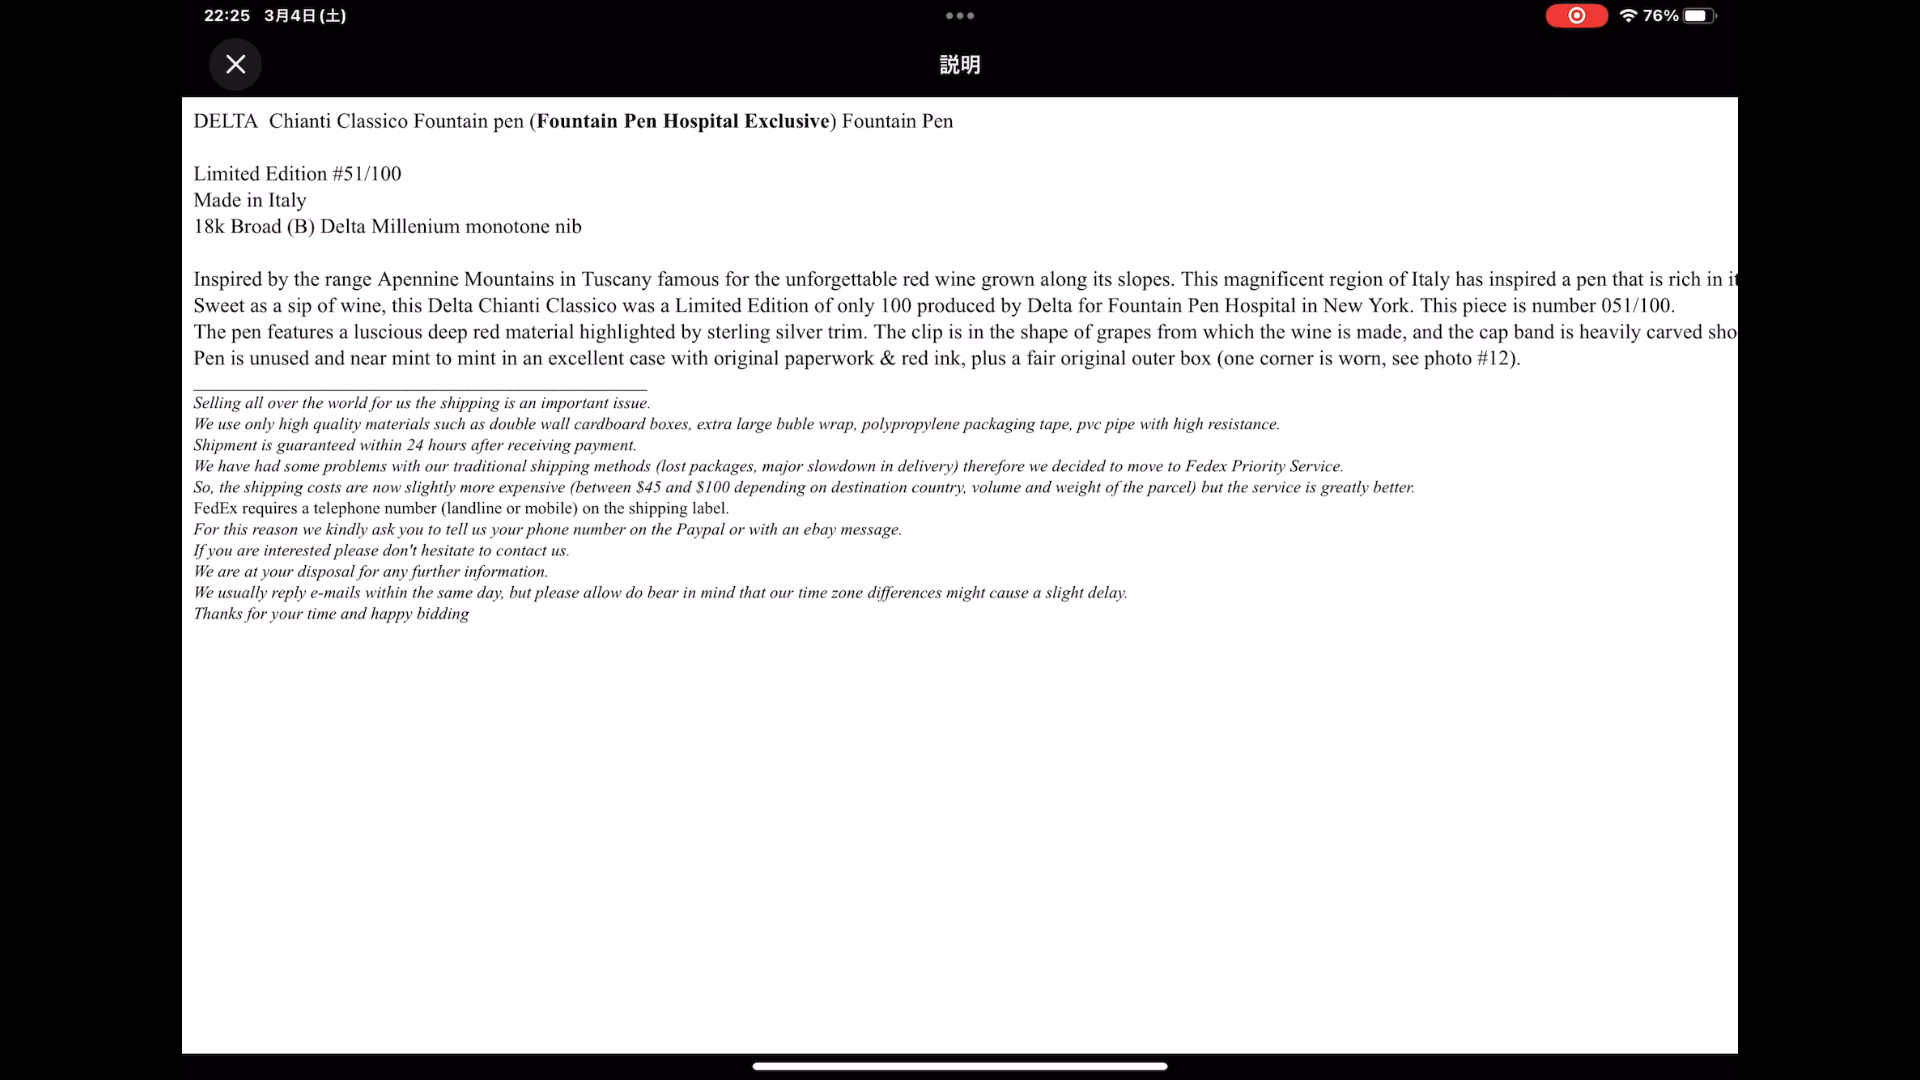 22:25 3月4日(土)
76%
説明
DELTA Chianti Classico Fountain pen (Fountain Pen Hospital Exclusive) Fountain Pen
Limited Edition #51/100
Made in Italy
18k Broad (B) Delta Millenium monotone nib
Inspired by the range Apennine Mountains in Tuscany famous for the unforgettable red wine grown along its slopes. This magnificent region of Italy has inspired a pen that is rich in
Sweet as a sip of wine, this Delta Chianti Classico was a Limited Edition of only 100 produced by Delta for Fountain Pen Hospital in New York. This piece is number 051/100.
The pen features a luscious deep red material highlighted by sterling silver trim. The clip is in the shape of grapes from which the wine is made, and the cap band is heavily carved sho
Pen is unused and near mint to mint in an excellent case with original paperwork & red ink, plus a fair original outer box (one corner is worn, see photo #12).
Selling all over the world for us the shipping is an important issue.
We use only high quality materials such as double wall cardboard boxes, extra large buble wrap, polypropylene packaging tape, pvc pipe with high resistance.
Shipment is guaranteed within 24 hours after receiving payment.
We have had some problems with our traditional shipping methods (lost packages, major slowdown in delivery) therefore we decided to move to Fedex Priority Service.
So, the shipping costs are now slightly more expensive (between $45 and $100 depending on destination country, volume and weight of the parcel) but the service is greatly better.
FedEx requires a telephone number (landline or mobile) on the shipping label.
For this reason we kindly ask you to tell us your phone number on the Paypal or with an ebay message.
If you are interested please don't hesitate to contact us.
We are at your disposal for any further information.
We usually reply e-mails within the same day, but please allow do bear in mind that our time zone differences might cause a slight delay.
Thanks for your time and happy bidding